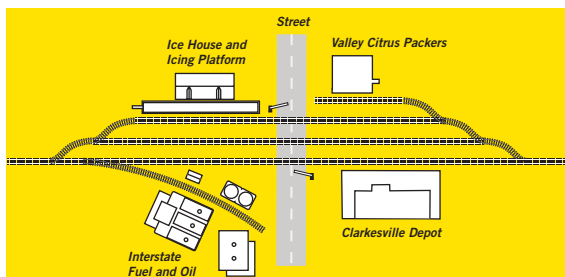 Street
Ice House and
Icing Platform
Valley Citrus Packers
Clarkesville Depot
Interstate
Fuel and Oil